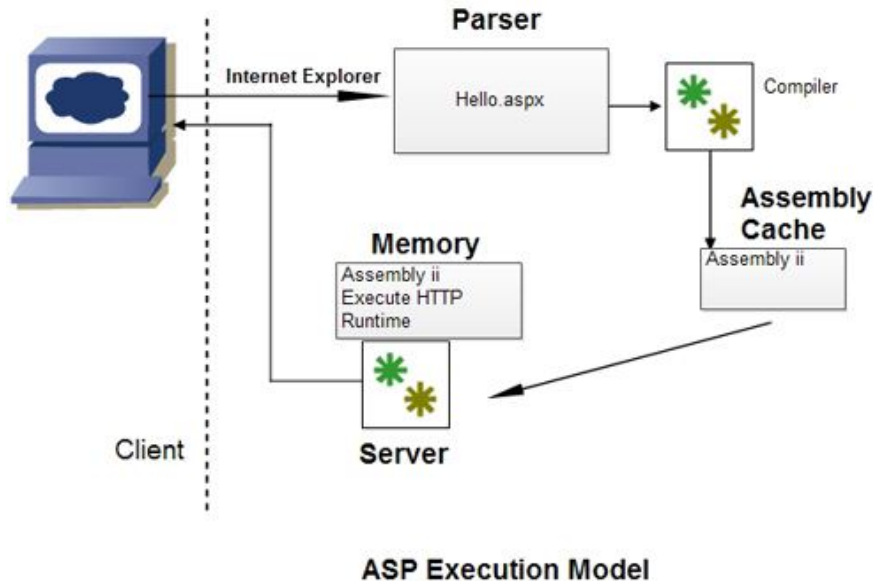 Parser
Internet Explorer
Hello.aspx
Compiler
Assembly
Cache
Assembly ii
Memory
Assembly ii
Execute HTTP
Runtime
Client
Server
ASP Execution Model